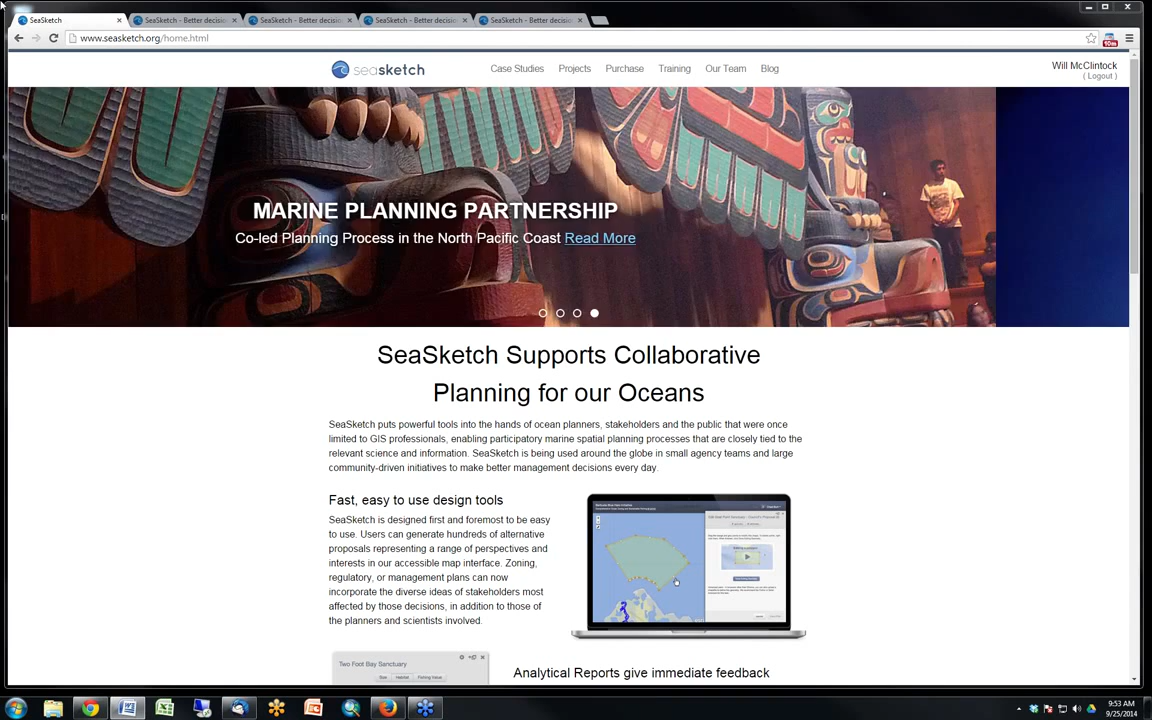 SeaSketch
SeaSketch - Better decisio
SeaSketch - Better decisio
SeaSketch - Better decisio
SeaSketch - Better decisio
www.seasketch.org/home.html
10m
seasketch
Case Studies Projects Purchase Training Our Team Blog
Will McClintock
( Logout )
MARINE PLANNING PARTNERSHIP
Co-led Planning Process in the North Pacific Coast Read More
SeaSketch Supports Collaborative
Planning for our Oceans
SeaSketch puts powerful tools into the hands of ocean planners, stakeholders and the public that were once
limited to GIS professionals, enabling participatory marine spatial planning processes that are closely tied to the
relevant science and information. SeaSketch is being used around the globe in small agency teams and large
community-driven initiatives to make better management decisions every day.
Fast, easy to use design tools
SeaSketch is designed first and foremost to be easy
to use. Users can generate hundreds of alternative
proposals representing a range of perspectives and
interests in our accessible map interface. Zoning,
regulatory, or management plans can now
incorporate the diverse ideas of stakeholders most
affected by those decisions, in addition to those of
the planners and scientists involved.
Two Foot Bay Sanctuary
Size Habitat Fishing Value
Analytical Reports give immediate feedback
9:53 AM
9/25/2014